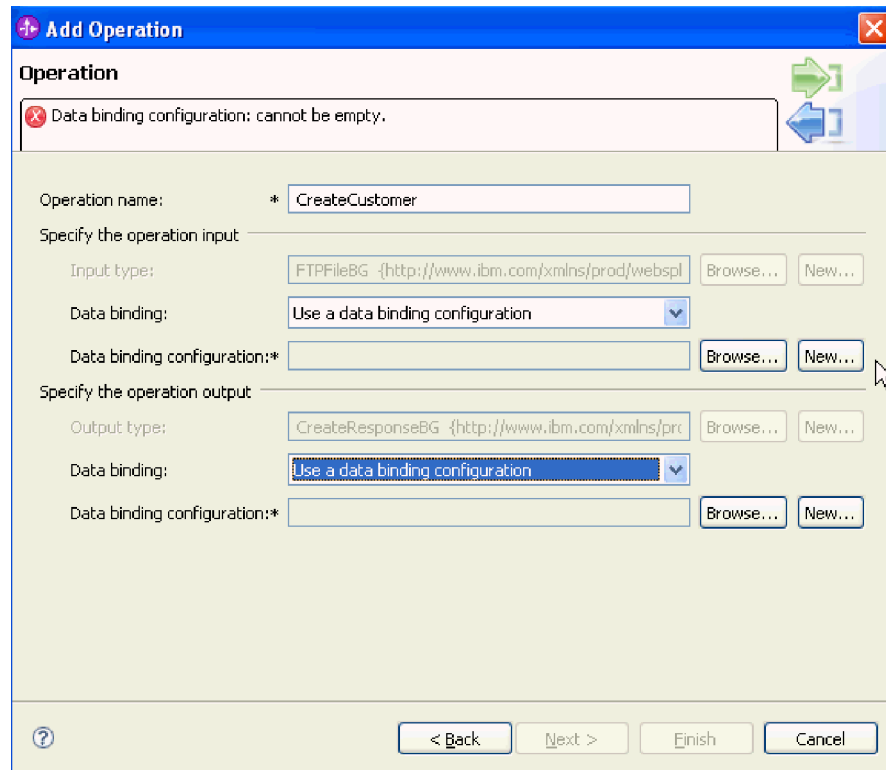 Add Operation
Operation
Data binding configuration: cannot be empty.
Operation name: * CreateCustomer
Specify the operation input
Input type: FTPFileBG {http://www.ibm.com/xmlns/prod/webspl Browse... New...
Data binding: Use a data binding configuration
Data binding configuration:* Browse... New...
Specify the operation output
Output type: CreateResponseBG {http://www.ibm.com/xmlns/pro Browse... New...
Data binding: Use a data binding configuration
Data binding configuration:* Browse... New...
? < Back Next > Finish Cancel